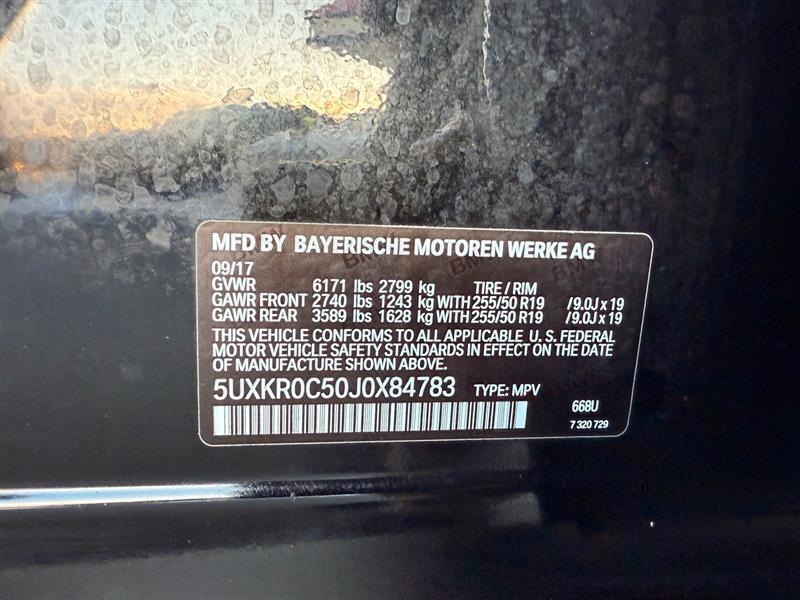 MFD BY BAYERISCHE MOTOREN WERKE AG
09/17
GVWR 6171 lbs 2799 kg TIRE / RIM
GAWR FRONT 2740 lbs 1243 kg WITH 255/50 R19 /9.0J x 19
GAWR REAR 3589 lbs 1628 kg WITH 255/50 R19 /9.0J x 19
THIS VEHICLE CONFORMS TO ALL APPLICABLE U. S. FEDERAL
MOTOR VEHICLE SAFETY STANDARDS IN EFFECT ON THE DATE
OF MANUFACTURE SHOWN ABOVE.
5UXKR0C50J0X84783 TYPE: MPV
668U
7 320 729